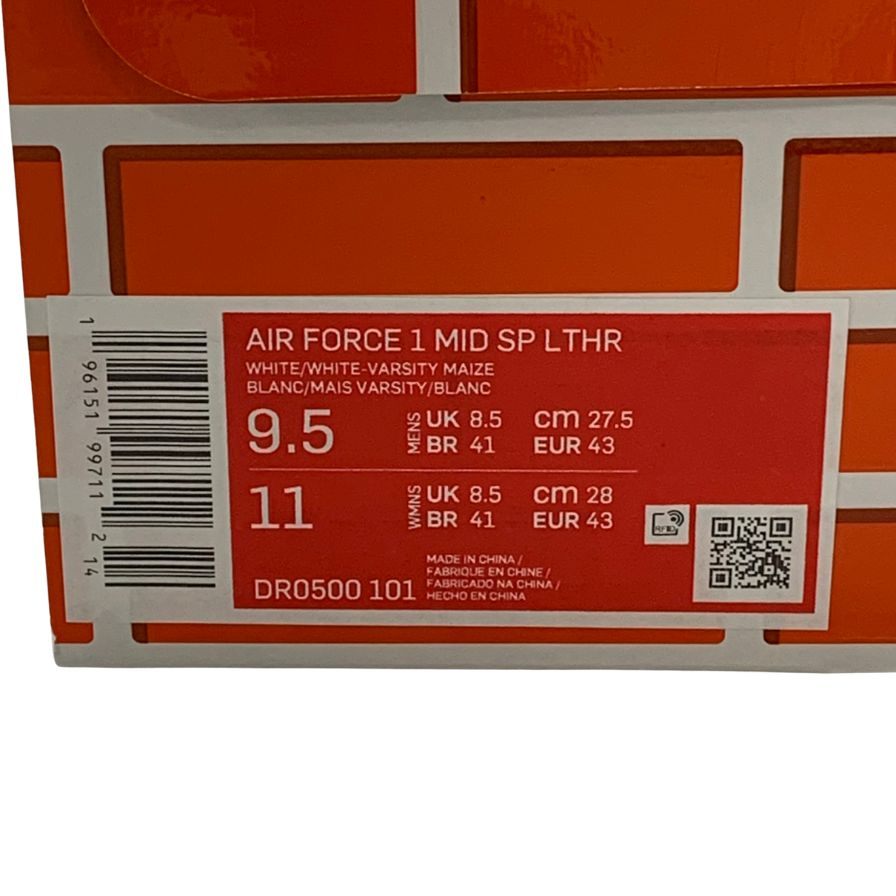 AIR FORCE 1 MID SP LTHR
WHITE/WHITE-VARSITY MAIZE
BLANC/MAIS VARSITY/BLANC
9.5 MENS UK 8.5 cm 27.5
BR 41 EUR 43
11 WMNS UK 8.5 cm 28
BR 41 EUR 43
MADE IN CHINA /
FABRIQUE EN CHINE /
FABRICADO NA CHINA /
HECHO EN CHINA
DR0500 101
RFID
1 96151 99711 2 14